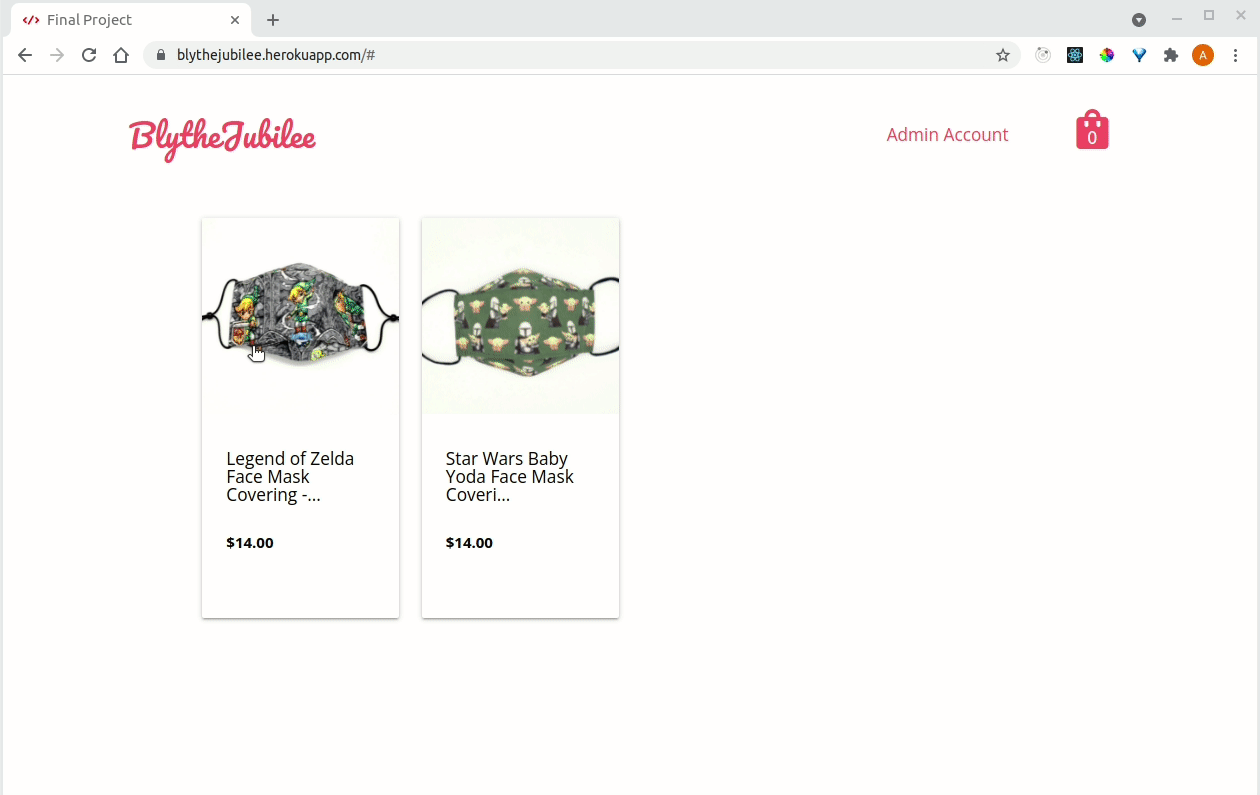 Final Project
blythejubilee.herokuapp.com/#
A
BlytheJubilee
Admin Account
0
Legend of Zelda
Face Mask
Covering -...
$14.00
Star Wars Baby
Yoda Face Mask
Coveri...
$14.00